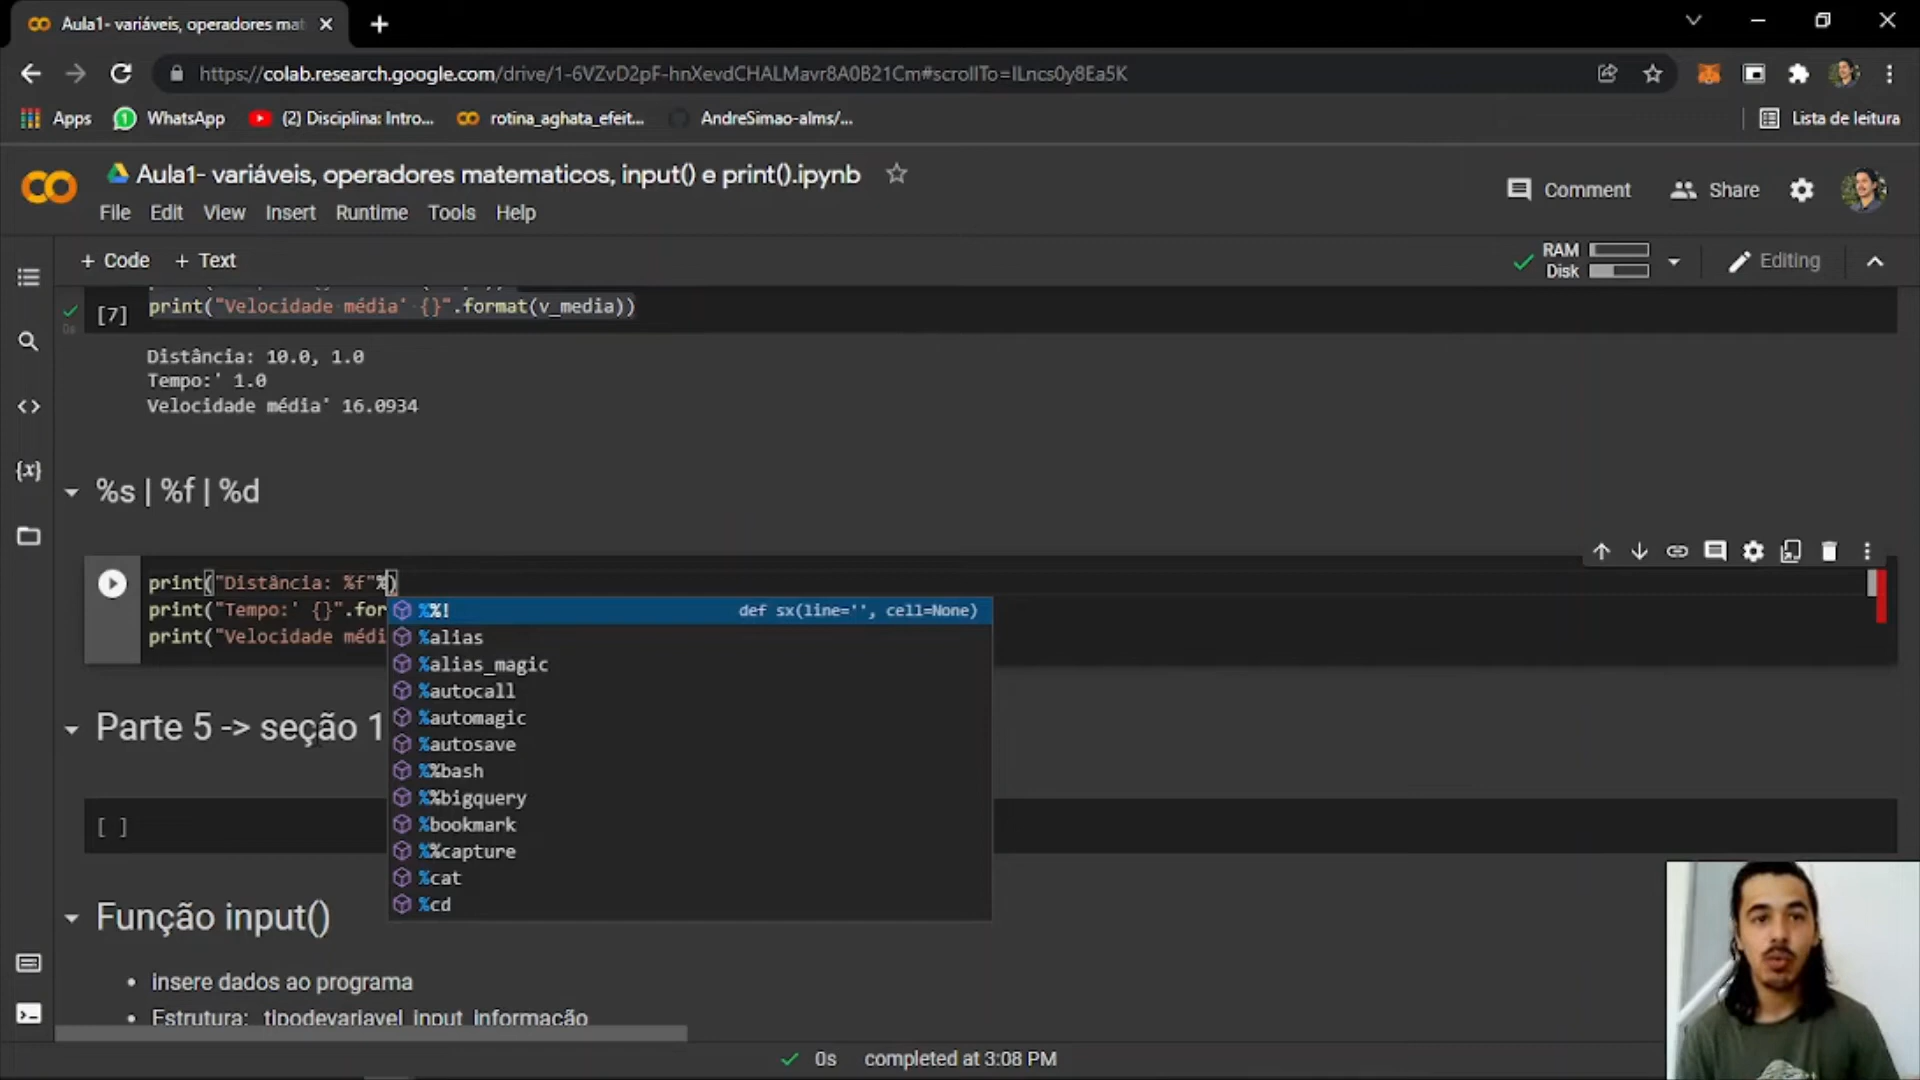 Aula1- variáveis, operadores mat
https://colab.research.google.com/drive/1-6VZvD2pF-hnXevdCHALMavr8A0B21Cm#scrollTo=ILncs0y8Ea5K
Apps WhatsApp (2) Disciplina: Intro... rotina_aghata_efeit... AndreSimao-alms/... Lista de leitura
Aula1- variáveis, operadores matematicos, input() e print().ipynb
Comment Share
File Edit View Insert Runtime Tools Help
+ Code + Text
RAM
Disk
Editing
[7] print("Velocidade média' {}".format(v_media))
0s
Distância: 10.0, 1.0
Tempo:' 1.0
Velocidade média' 16.0934
%s | %f | %d
print("Distância: %f"%)
print("Tempo:' {}".for
print("Velocidade médi
%%! def sx(line='', cell=None)
%alias
%alias_magic
%autocall
%automagic
%autosave
%%bash
%%bigquery
%bookmark
%%capture
%cat
%cd
Parte 5 -> seção 1
[ ]
Função input()
• insere dados ao programa
• Estrutura: tipodevariavel input informação
0s completed at 3:08 PM